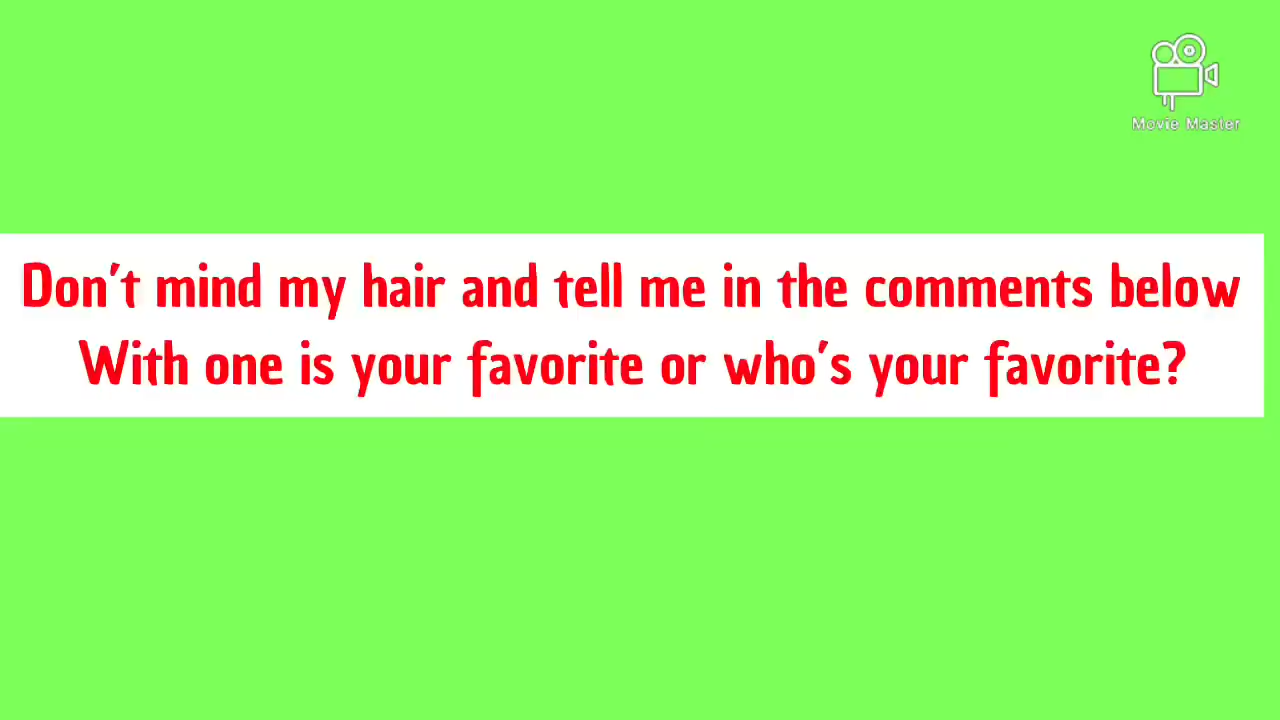 Movie Master
Don't mind my hair and tell me in the comments below
With one is your favorite or who's your favorite?